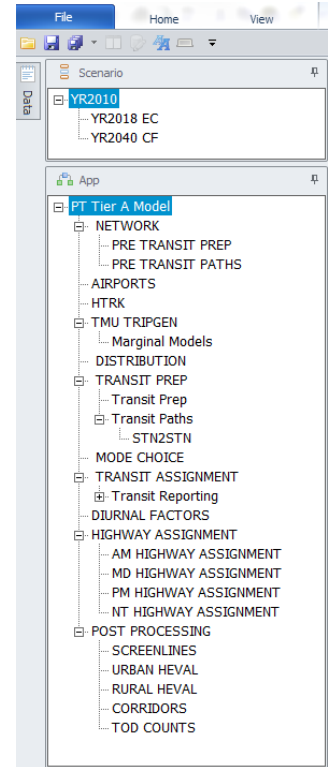 File Home View
Data
Scenario
YR2010
YR2018 EC
YR2040 CF
App
PT Tier A Model
NETWORK
PRE TRANSIT PREP
PRE TRANSIT PATHS
AIRPORTS
HTRK
TMU TRIPGEN
Marginal Models
DISTRIBUTION
TRANSIT PREP
Transit Prep
Transit Paths
STN2STN
MODE CHOICE
TRANSIT ASSIGNMENT
Transit Reporting
DIURNAL FACTORS
HIGHWAY ASSIGNMENT
AM HIGHWAY ASSIGNMENT
MD HIGHWAY ASSIGNMENT
PM HIGHWAY ASSIGNMENT
NT HIGHWAY ASSIGNMENT
POST PROCESSING
SCREENLINES
URBAN HEVAL
RURAL HEVAL
CORRIDORS
TOD COUNTS